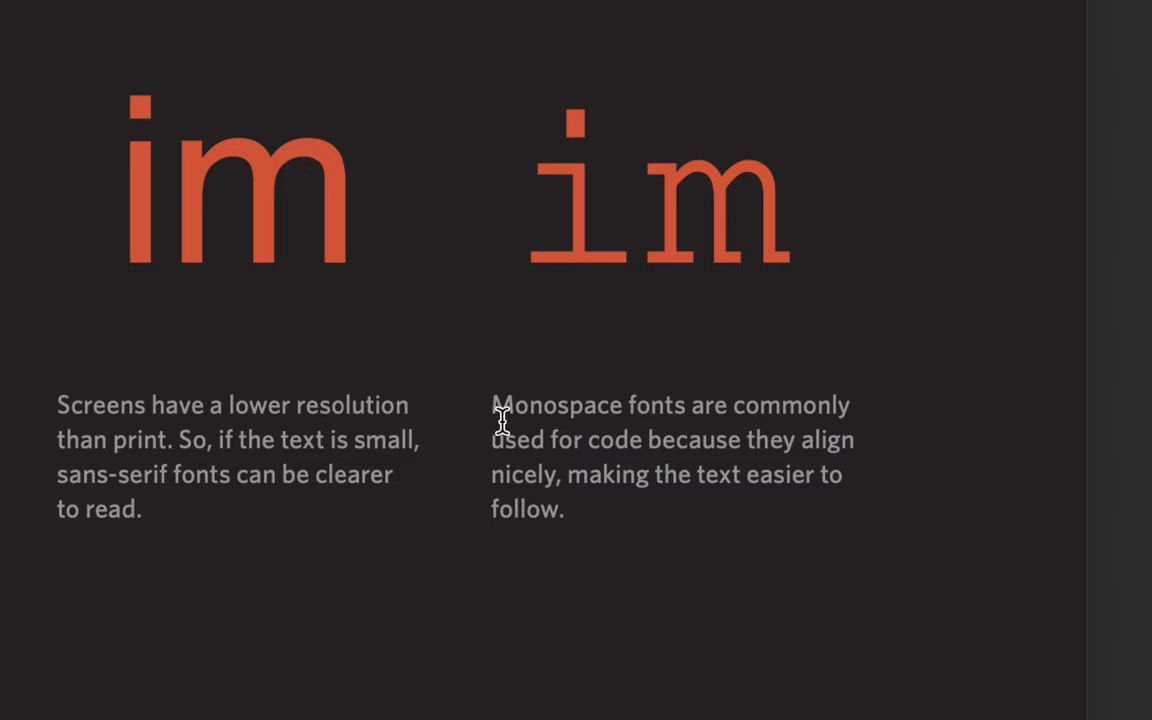 im
im
Screens have a lower resolution
than print. So, if the text is small,
sans-serif fonts can be clearer
to read.
Monospace fonts are commonly
used for code because they align
nicely, making the text easier to
follow.